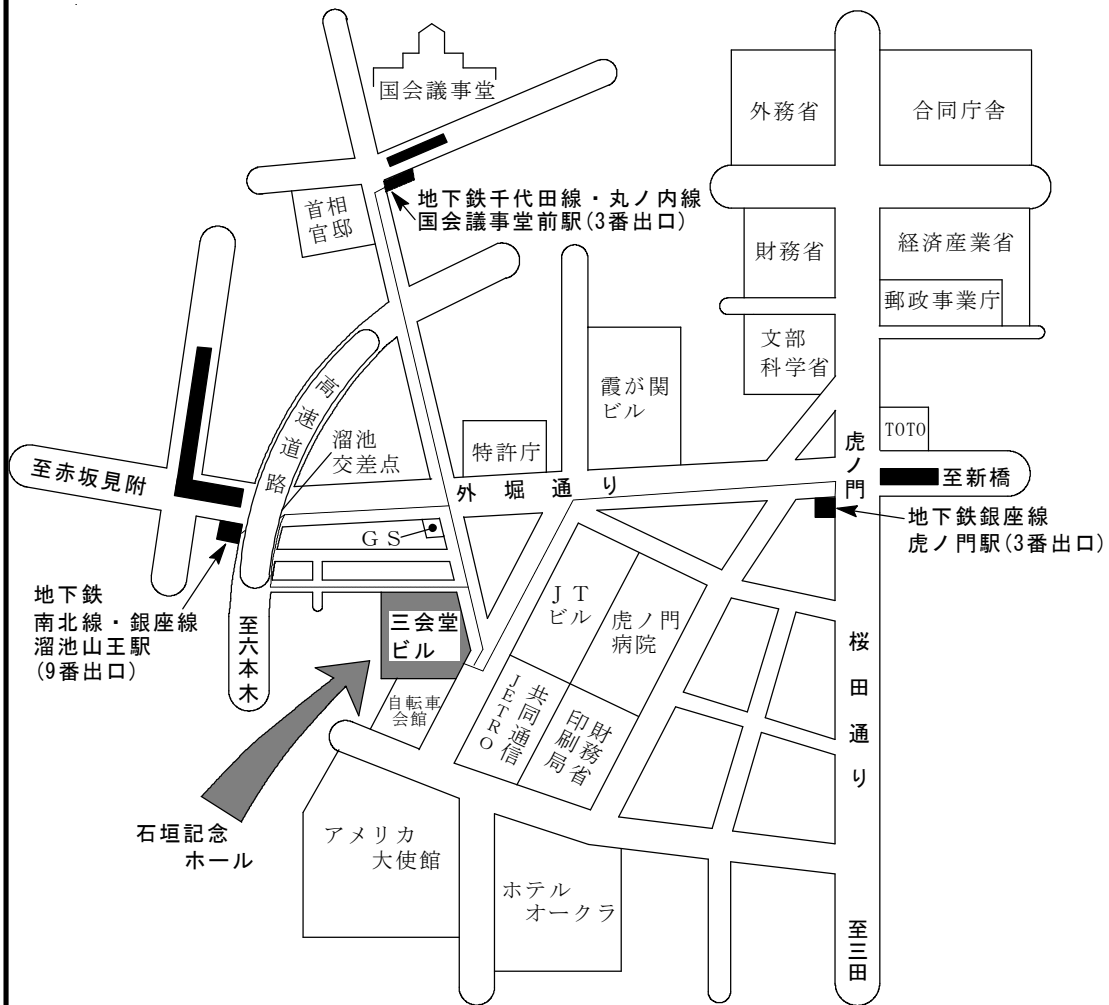 国会議事堂
外務省
合同庁舎
地下鉄千代田線・丸ノ内線
国会議事堂前駅(3番出口)
首相
官邸
財務省
経済産業省
郵政事業庁
文部
科学省
高速道路
霞が関
ビル
TOTO
溜池
交差点
特許庁
虎ノ門
至赤坂見附
外堀通り
至新橋
地下鉄銀座線
虎ノ門駅(3番出口)
GS
地下鉄
南北線・銀座線
溜池山王駅
(9番出口)
至六本木
三会堂
ビル
JT
ビル
虎ノ門
病院
桜田通り
自転車
会館
共同通信
JETRO
財務省
印刷局
石垣記念
ホール
アメリカ
大使館
ホテル
オークラ
至三田